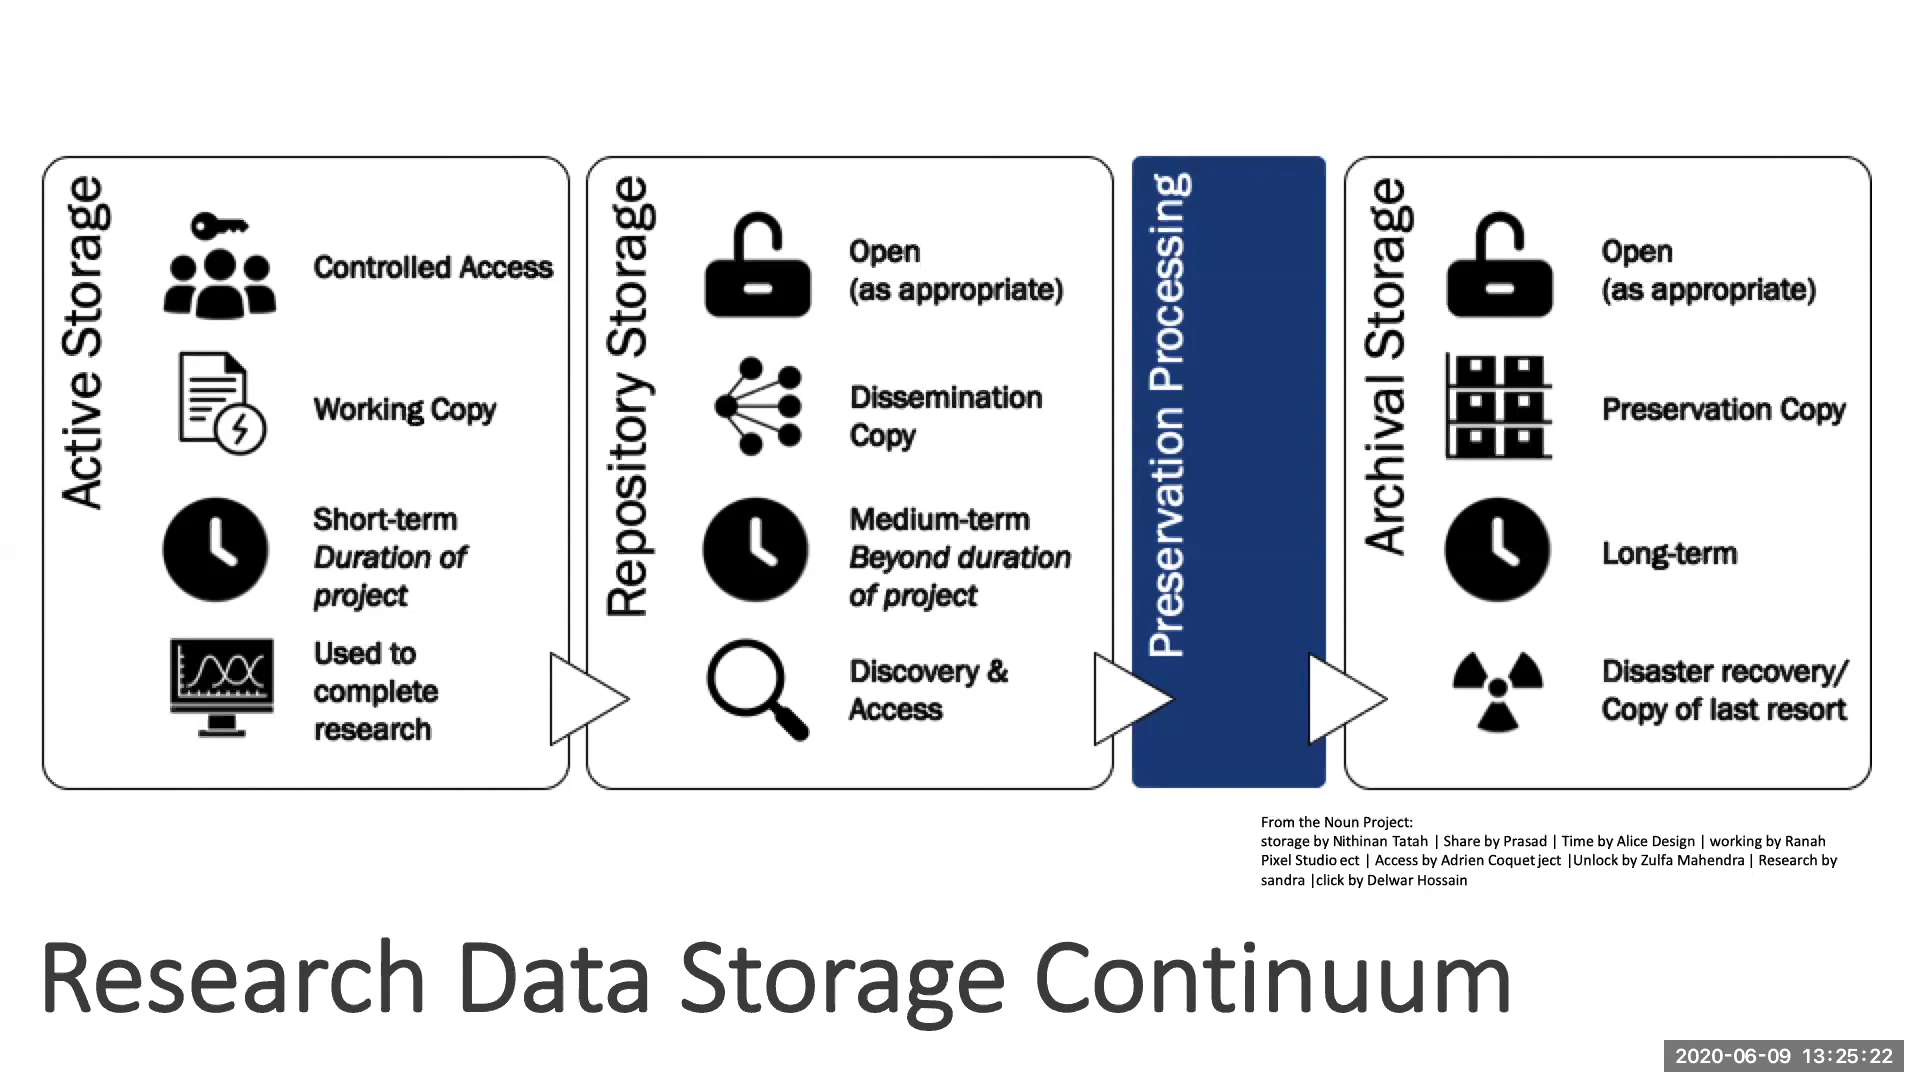 Active Storage
Controlled Access
Working Copy
Short-term
Duration of
project
Used to
complete
research
Repository Storage
Open
(as appropriate)
Dissemination
Copy
Medium-term
Beyond duration
of project
Discovery &
Access
Preservation Processing
Archival Storage
Open
(as appropriate)
Preservation Copy
Long-term
Disaster recovery/
Copy of last resort
From the Noun Project:
storage by Nithinan Tatah | Share by Prasad | Time by Alice Design | working by Ranah
Pixel Studio ect | Access by Adrien Coquet ject |Unlock by Zulfa Mahendra | Research by
sandra |click by Delwar Hossain
Research Data Storage Continuum
2020-06-09 13:25:22